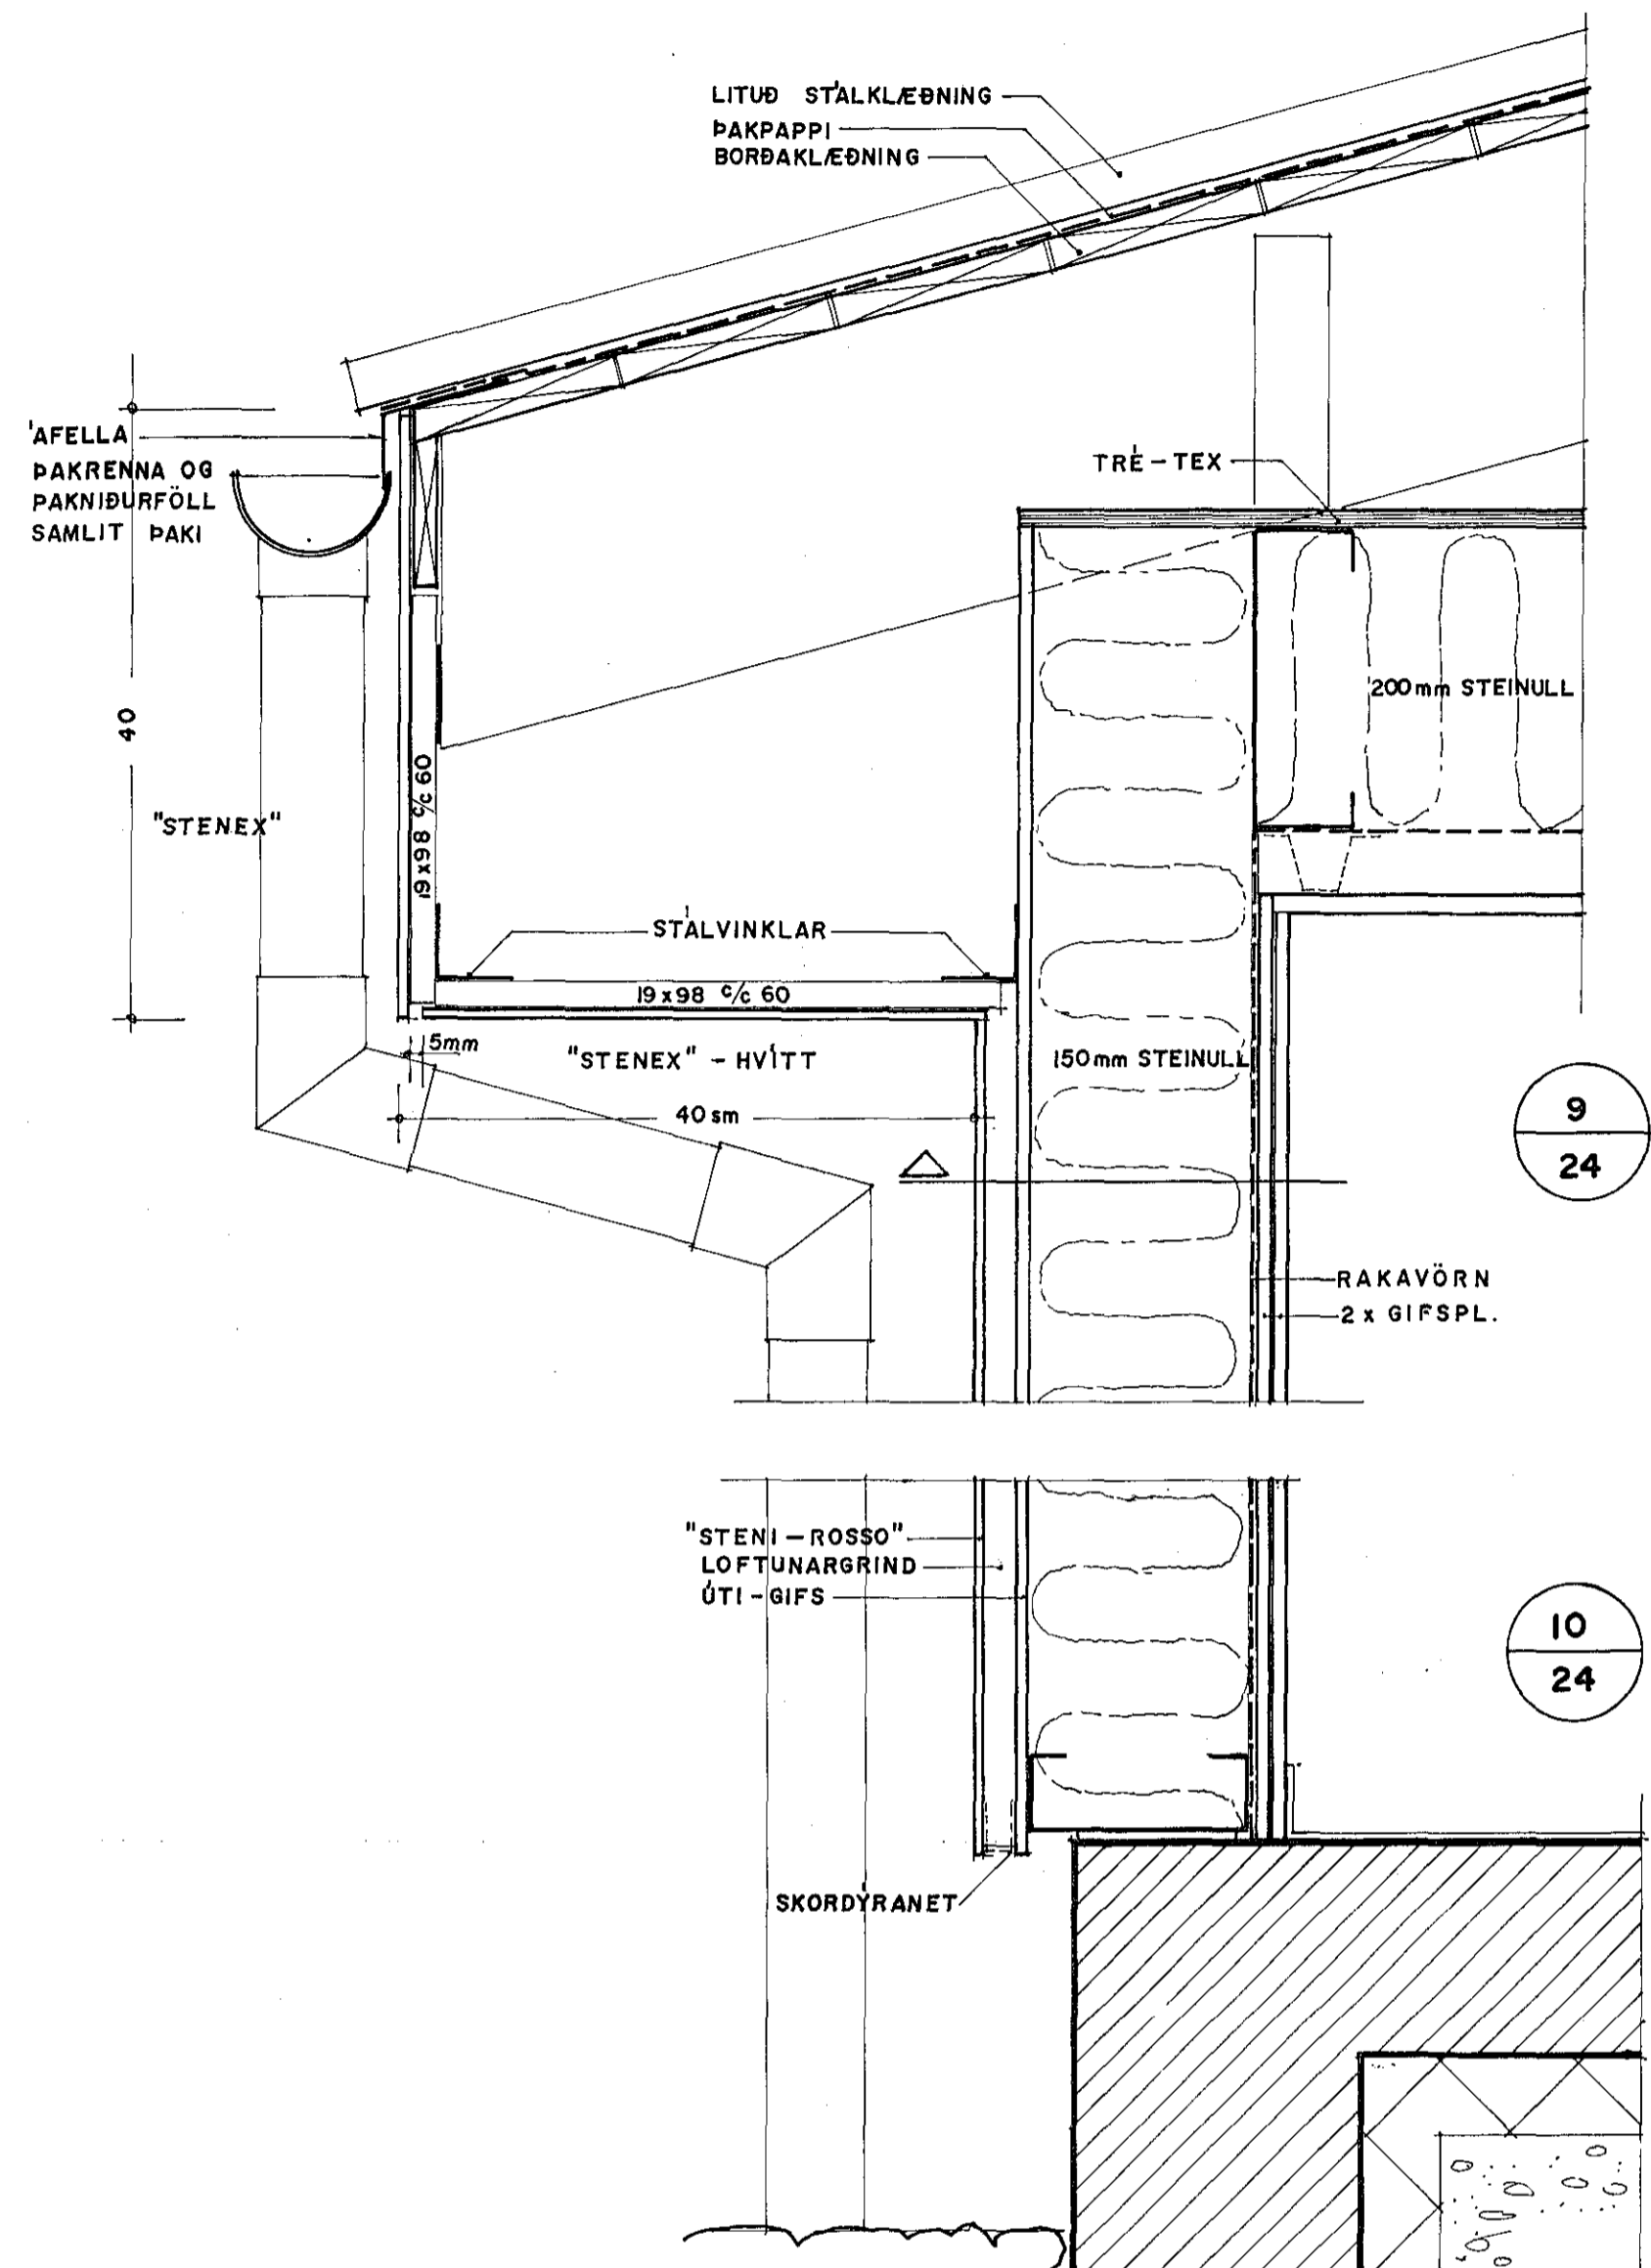 LITUÐ STÁLKLÆÐNING
ÞAKPAPPI
BORÐAKLÆÐNING
ÁFELLA
ÞAKRENNA OG
ÞAKNIÐURFÖLL
SAMLIT ÞAKI
TRÉ-TEX
200mm STEINULL
40
"STENEX"
19x98 c/c 60
STÁLVINKLAR
19x98 c/c 60
5mm
"STENEX" - HVÍTT
150mm STEINULL
40 sm
9
24
RAKAVÖRN
2 x GIFSPL.
"STENI-ROSSO"
LOFTUNARGRIND
ÚTI-GIFS
10
24
SKORDÝRANET